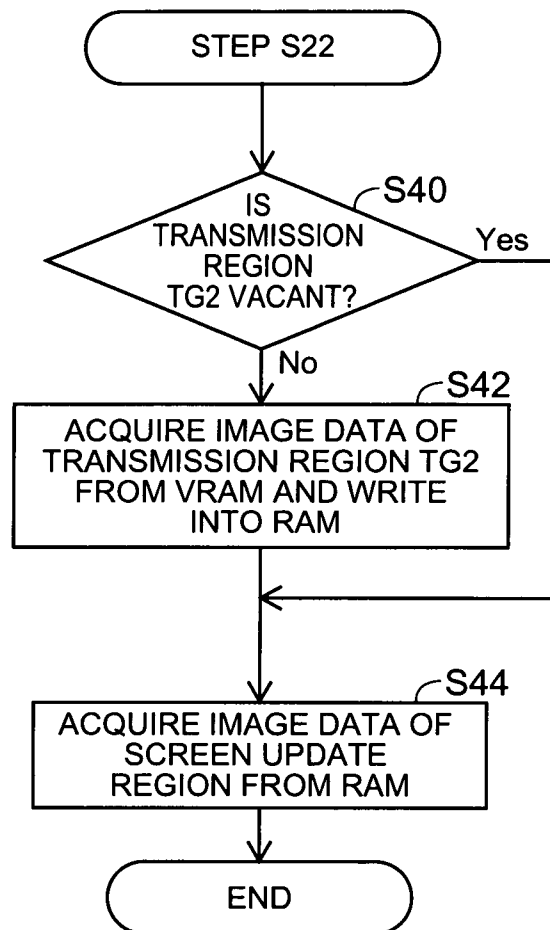 STEP S22
S40
IS
TRANSMISSION
REGION
TG2 VACANT?
Yes
No
S42
ACQUIRE IMAGE DATA OF
TRANSMISSION REGION TG2
FROM VRAM AND WRITE
INTO RAM
S44
ACQUIRE IMAGE DATA OF
SCREEN UPDATE
REGION FROM RAM
END